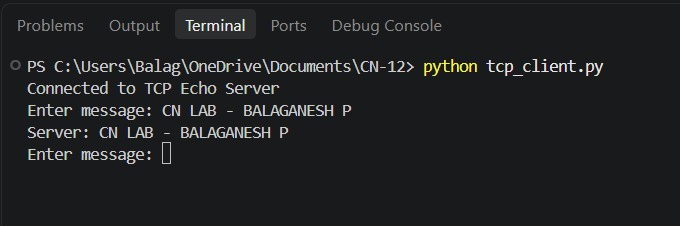 Problems Output Terminal Ports Debug Console
PS C:\Users\Balag\OneDrive\Documents\CN-12> python tcp_client.py
Connected to TCP Echo Server
Enter message: CN LAB - BALAGANESH P
Server: CN LAB - BALAGANESH P
Enter message: